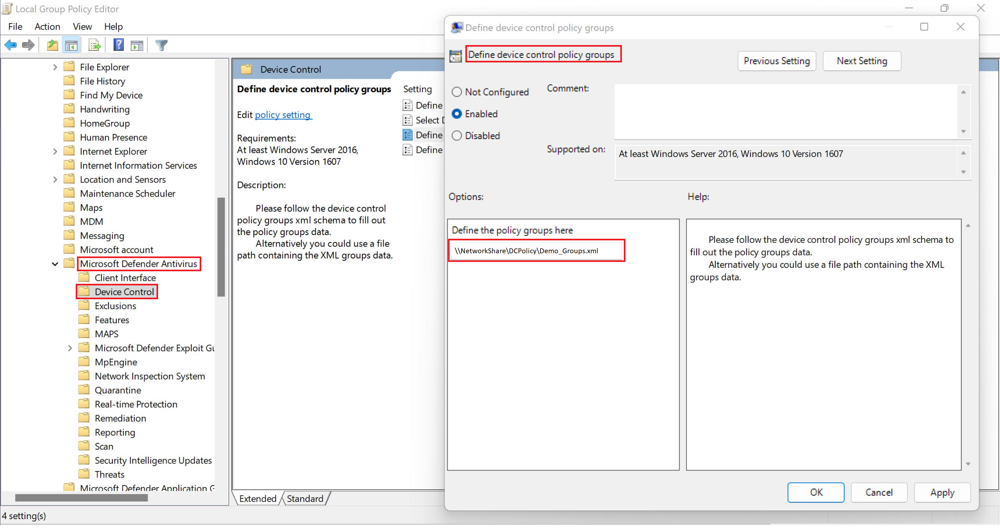 Local Group Policy Editor
File Action View Help
File Explorer
File History
Find My Device
Handwriting
HomeGroup
Human Presence
Internet Explorer
Internet Information Services
Location and Sensors
Maintenance Scheduler
Maps
MDM
Messaging
Microsoft account
Microsoft Defender Antivirus
Client Interface
Device Control
Exclusions
Features
MAPS
Microsoft Defender Exploit Gu
MpEngine
Network Inspection System
Quarantine
Real-time Protection
Remediation
Reporting
Scan
Security Intelligence Updates
Threats
Microsoft Defender Application G
Device Control
Define device control policy groups
Edit policy setting
Requirements:
At least Windows Server 2016,
Windows 10 Version 1607
Description:
Please follow the device control
policy groups xml schema to fill out
the policy groups data.
Alternatively you could use a file
path containing the XML groups data.
Setting
Define
Select D
Define
Define
Extended Standard
4 setting(s)
Define device control policy groups
Define device control policy groups
Previous Setting Next Setting
Not Configured
Enabled
Disabled
Comment:
Supported on:
At least Windows Server 2016, Windows 10 Version 1607
Options:
Help:
Define the policy groups here
\\NetworkShare\DCPolicy\Demo_Groups.xml
Please follow the device control policy groups xml schema to
fill out the policy groups data.
Alternatively you could use a file path containing the XML
groups data.
OK Cancel Apply